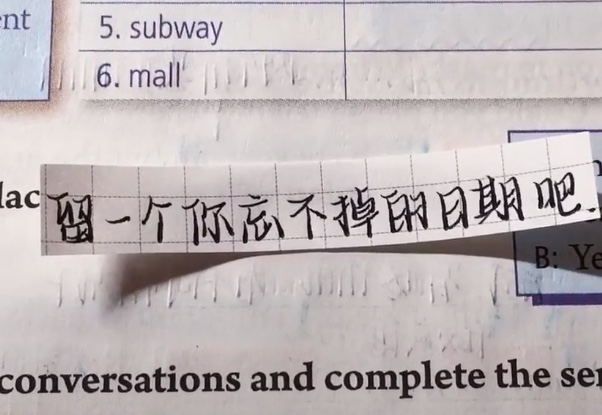 ent
5. subway
6. mall
lac
留一个你忘不掉的日期吧.
B: Ye
conversations and complete the ser